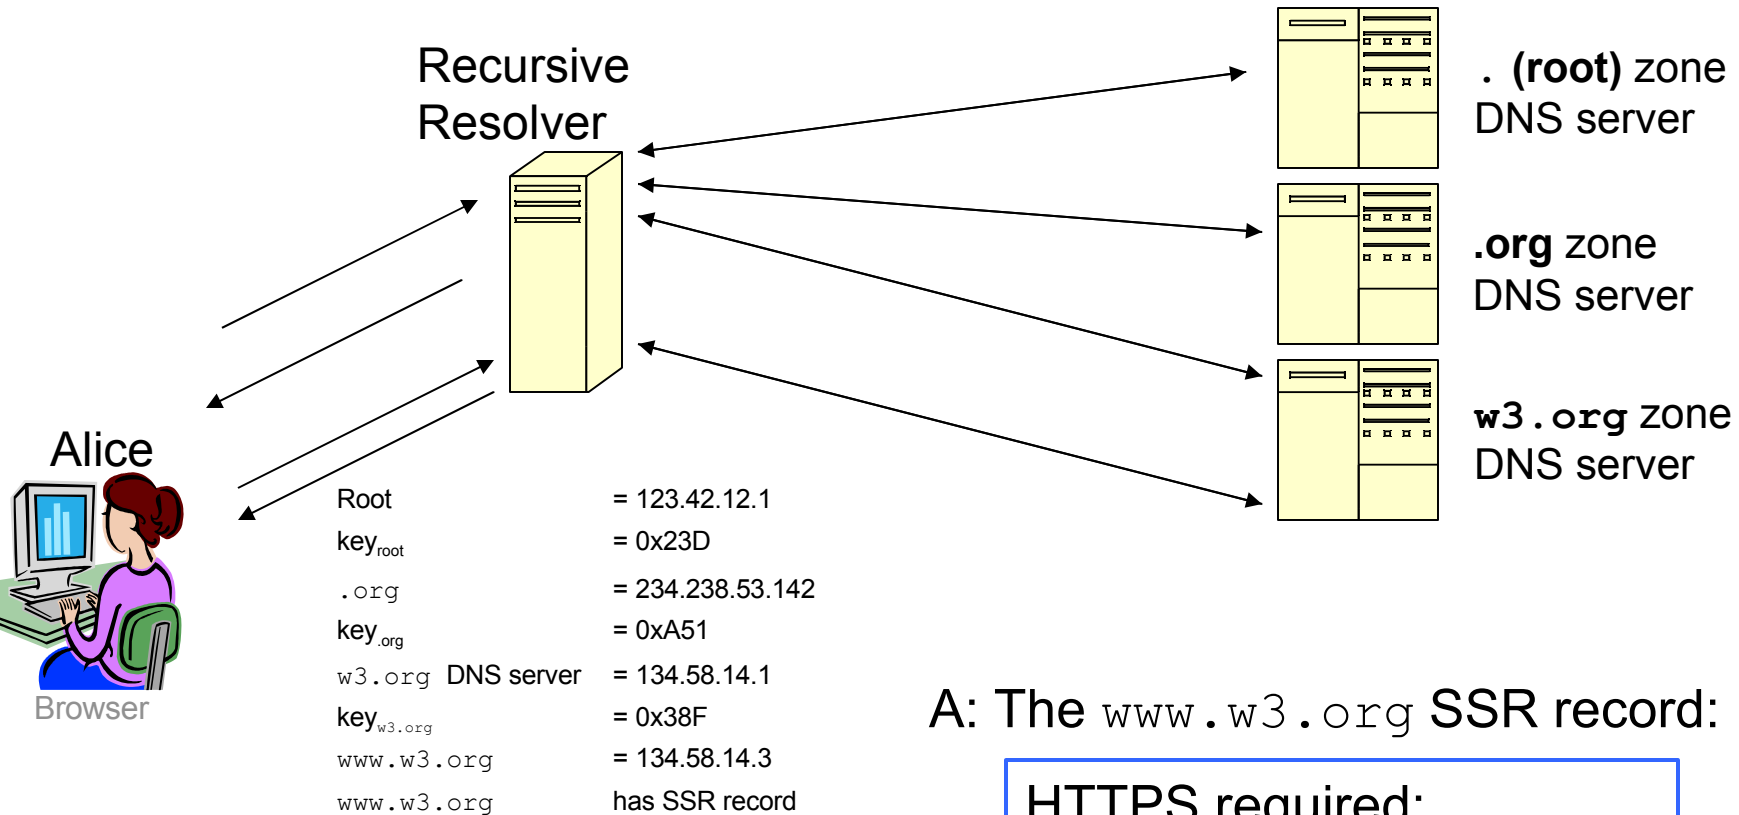 Recursive
Resolver
. (root) zone
DNS server
.org zone
DNS server
w3.org zone
DNS server
Alice
Browser
Root = 123.42.12.1
keyroot = 0x23D
.org = 234.238.53.142
key.org = 0xA51
w3.org DNS server = 134.58.14.1
keyw3.org = 0x38F
www.w3.org = 134.58.14.3
www.w3.org has SSR record
A: The www.w3.org SSR record:
HTTPS required: